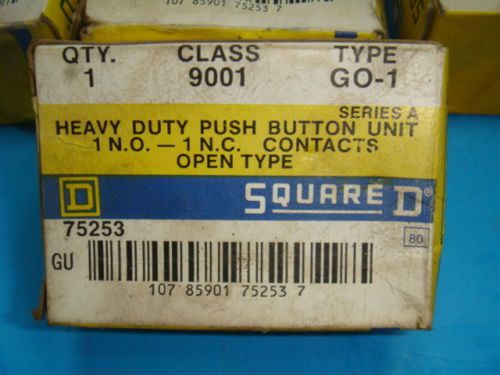 QTY. CLASS TYPE
1 9001 GO-1
SERIES A
HEAVY DUTY PUSH BUTTON UNIT
1 N.O. — 1 N.C. CONTACTS
OPEN TYPE
D SQUARE D®
75253
80
GU
107 85901 75253 7